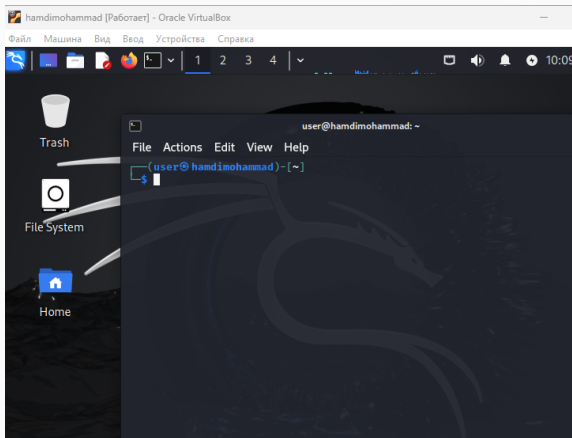 hamdimohammad [Работает] - Oracle VirtualBox
Файл Машина Вид Ввод Устройства Справка
1 2 3 4 10:09
Trash
File System
Home
user@hamdimohammad: ~
File Actions Edit View Help
(user㉿hamdimohammad)-[~]
$